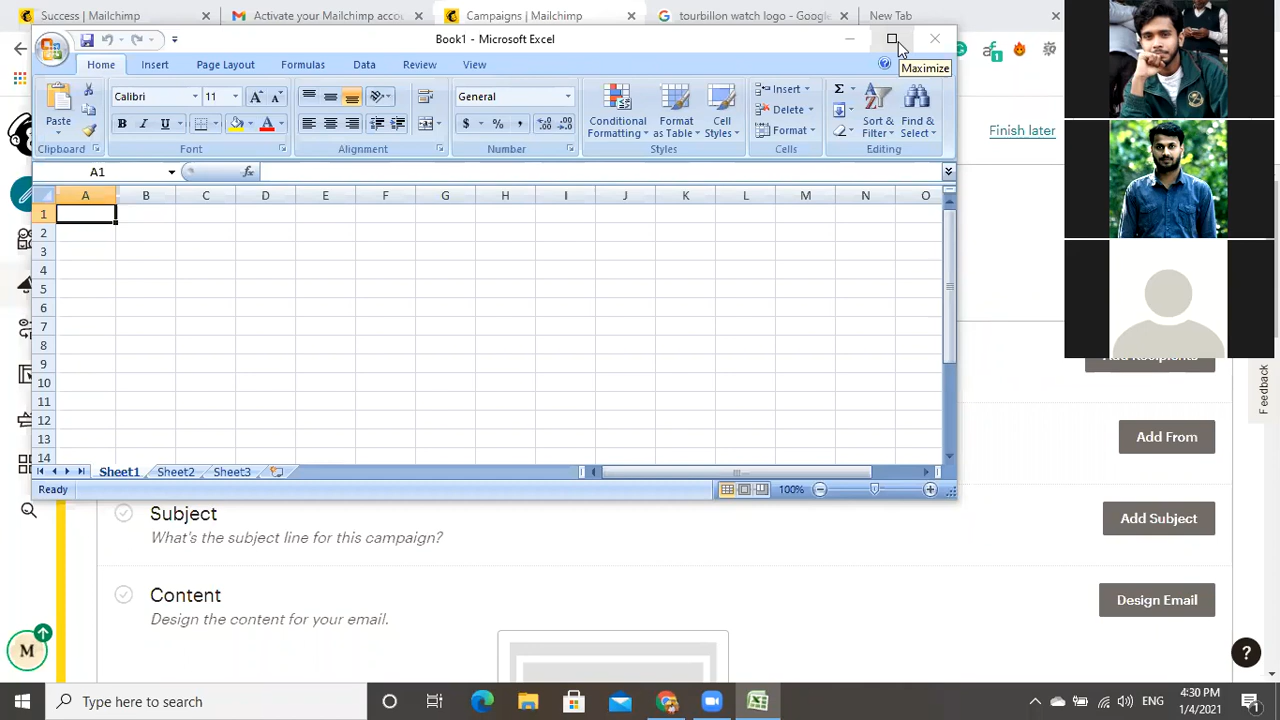 Success | Mailchimp
Activate your Mailchimp accou
Campaigns | Mailchimp
tourbillon watch logo - Google
New Tab
Book1 - Microsoft Excel
Maximize
Home
Insert
Page Layout
Formulas
Data
Review
View
Calibri
11
General
Insert
Delete
Format
Paste
Conditional
Formatting
Format
as Table
Cell
Styles
Sort &
Filter
Find &
Select
Clipboard
Font
Alignment
Number
Styles
Cells
Editing
Finish later
A1
fx
A B C D E F G H I J K L M N O
1
2
3
4
5
6
7
8
9
10
11
12
13
14
Sheet1
Sheet2
Sheet3
Ready
100%
Add Recipients
Add From
Feedback
Subject
What's the subject line for this campaign?
Add Subject
Content
Design the content for your email.
Design Email
M
?
Type here to search
ENG
4:30 PM
1/4/2021
1